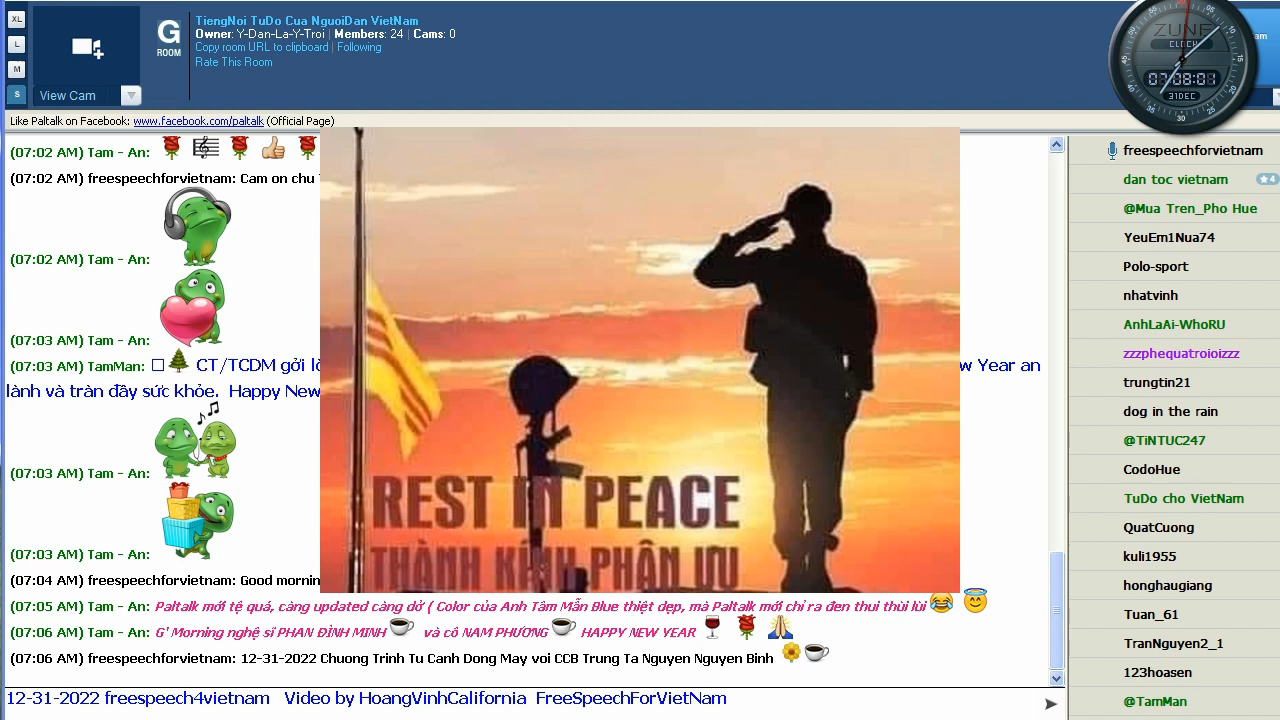 XL
L
M
S
View Cam
G
ROOM
TiengNoi TuDo Cua NguoiDan VietNam
Owner: Y-Dan-La-Y-Troi | Members: 24 | Cams: 0
Copy room URL to clipboard | Following
Rate This Room
ZUNE
CLOCK
07:08:01
31DEC
Like Paltalk on Facebook: www.facebook.com/paltalk (Official Page)
(07:02 AM) Tam - An:
(07:02 AM) freespeechforvietnam: Cam on chu
(07:02 AM) Tam - An:
(07:03 AM) Tam - An:
(07:03 AM) TamMan: CT/TCDM gởi
w Year an
lành và tràn đầy sức khỏe. Happy New
(07:03 AM) Tam - An:
(07:03 AM) Tam - An:
(07:04 AM) freespeechforvietnam: Good mornin
REST IN PEACE
THÀNH KÍNH PHÂN ƯU
(07:05 AM) Tam - An: Paltalk mới tệ quá, càng updated càng dở ( Color của Anh Tâm Mẫn Blue thiệt dẹp, mà Paltalk mới chỉ ra đen thui thùi lùi
(07:06 AM) Tam - An: G' Morning nghệ sĩ PHAN ĐÌNH MINH và cô NAM PHƯƠNG HAPPY NEW YEAR
(07:06 AM) freespeechforvietnam: 12-31-2022 Chuong Trinh Tu Canh Dong May voi CCB Trung Ta Nguyen Nguyen Binh
12-31-2022 freespeech4vietnam Video by HoangVinhCalifornia FreeSpeechForVietNam
freespeechforvietnam
dan toc vietnam
4
@Mua Tren_Pho Hue
YeuEm1Nua74
Polo-sport
nhatvinh
AnhLaAi-WhoRU
zzzphequatroioizzz
trungtin21
dog in the rain
@TiNTUC247
CodoHue
TuDo cho VietNam
QuatCuong
kuli1955
honghaugiang
Tuan_61
TranNguyen2_1
123hoasen
@TamMan